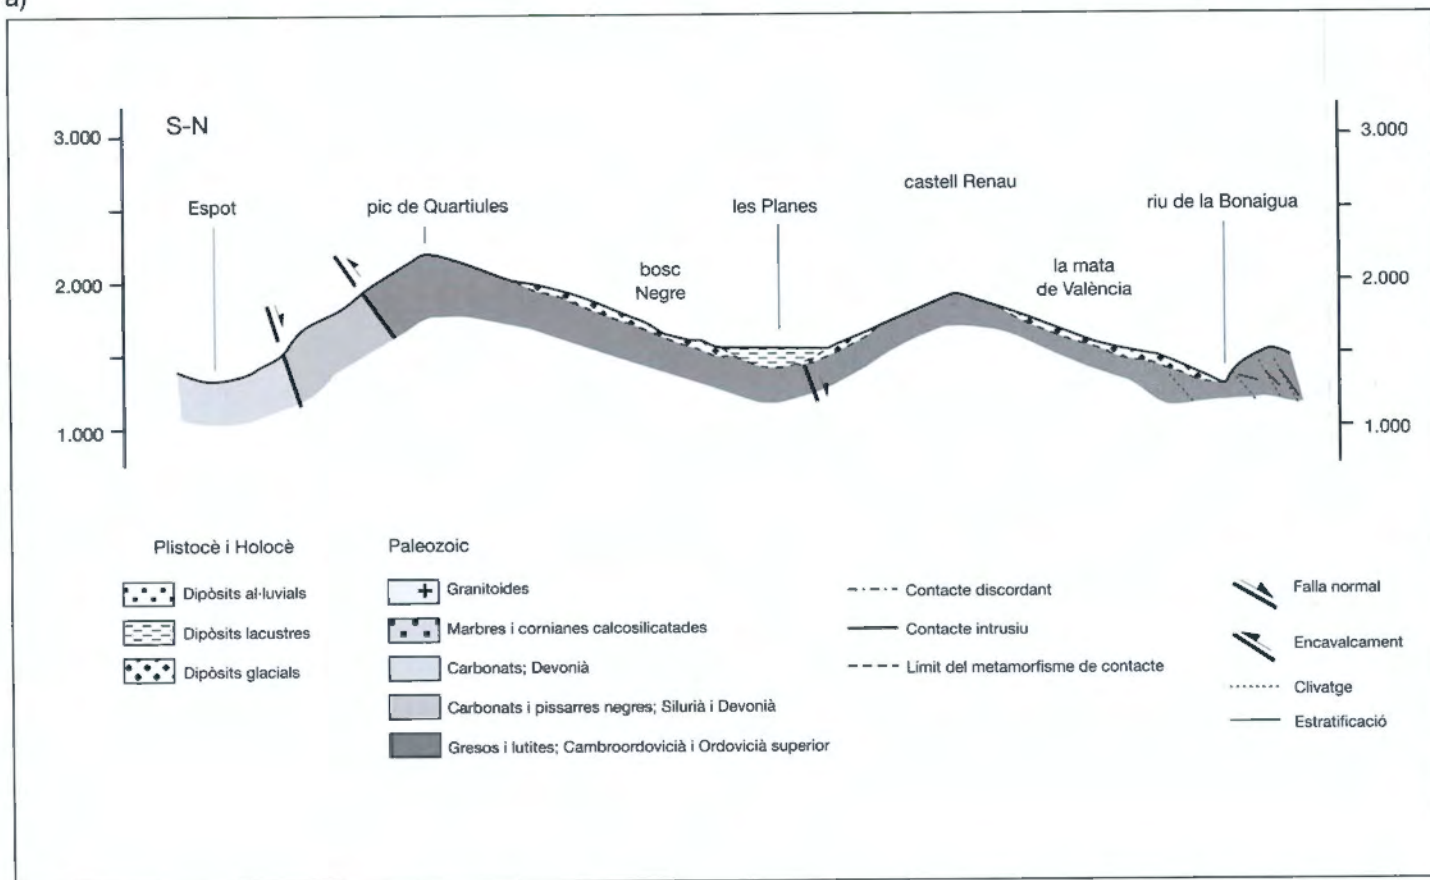 a)
S-N
3.000
2.000
1.000
3.000
2.000
1.000
Espot
pic de Quartiules
bosc
Negre
les Planes
castell Renau
la mata
de València
riu de la Bonaigua
Plistocè i Holocè
Dipòsits al·luvials
Dipòsits lacustres
Dipòsits glacials
Paleozoic
Granitoides
Marbres i cornianes calcosilicatades
Carbonats; Devonià
Carbonats i pissarres negres; Silurià i Devonià
Gresos i lutites; Cambroordovicià i Ordovicià superior
Contacte discordant
Contacte intrusiu
Límit del metamorfisme de contacte
Falla normal
Encavalcament
Clivatge
Estratificació